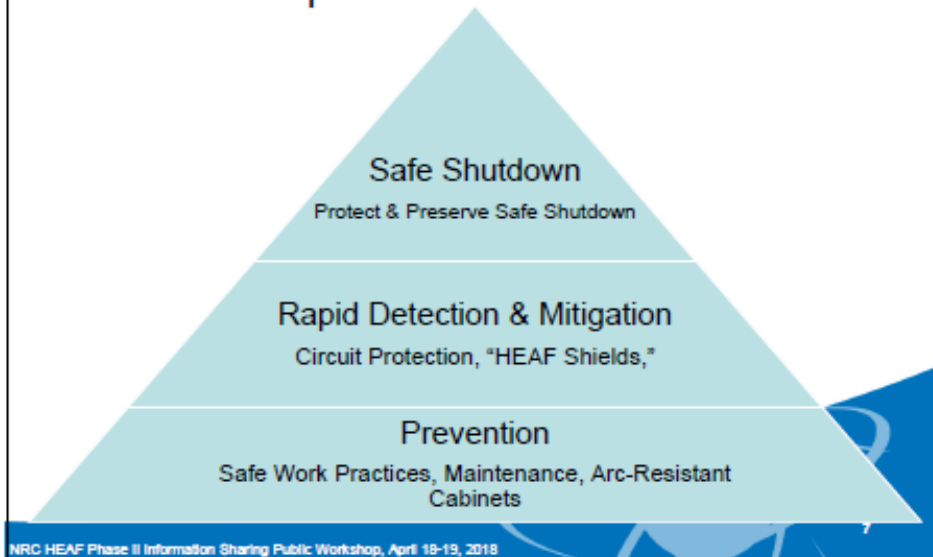 Safe Shutdown
Protect & Preserve Safe Shutdown
Rapid Detection & Mitigation
Circuit Protection, “HEAF Shields,”
Prevention
Safe Work Practices, Maintenance, Arc-Resistant
Cabinets
7
NRC HEAF Phase II Information Sharing Public Workshop, April 18-19, 2018